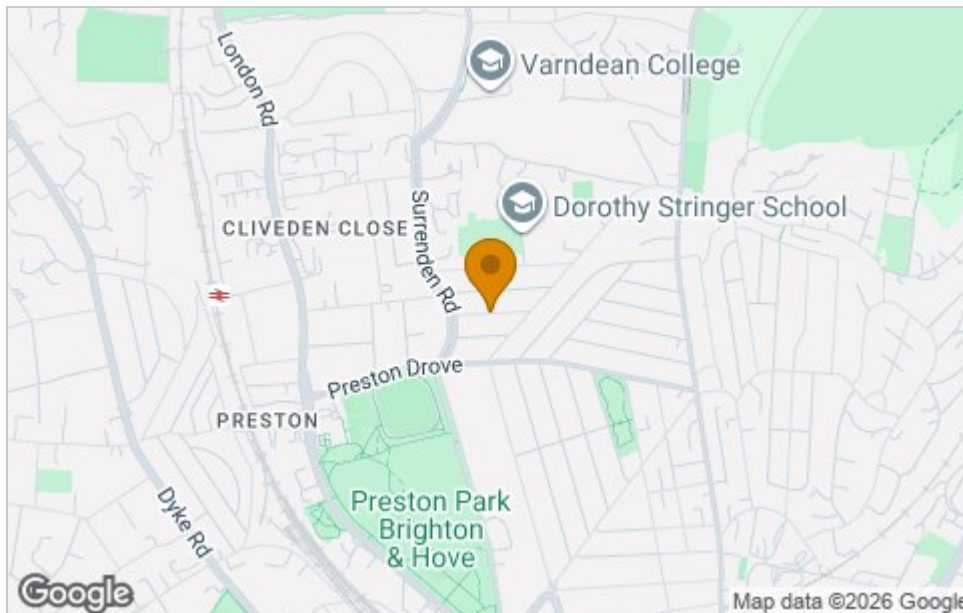 London Rd
Varndean College
Surrenden Rd
Dorothy Stringer School
CLIVEDEN CLOSE
Preston Drove
PRESTON
Dyke Rd
Preston Park
Brighton
& Hove
Google
Map data ©2026 Google